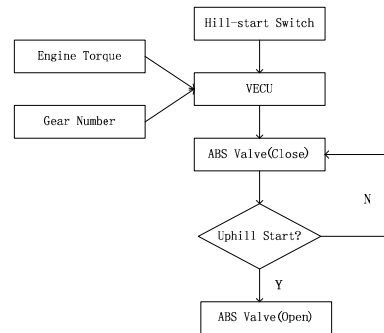 Hill-start Switch
Engine Torque
VECU
Gear Number
ABS Valve(Close)
N
Uphill Start?
Y
ABS Valve(Open)